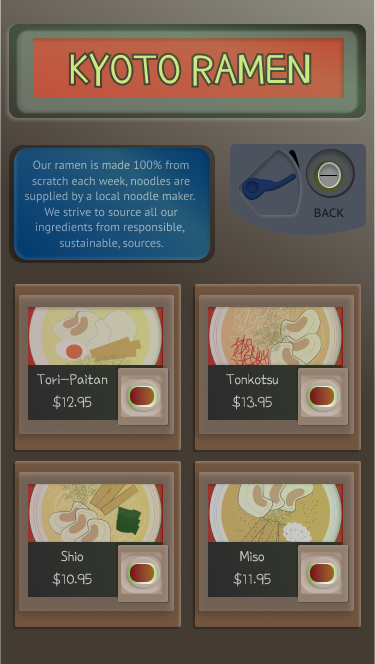 KYOTO RAMEN
Our ramen is made 100% from
scratch each week, noodles are
supplied by a local noodle maker.
We strive to source all our
ingredients from responsible,
sustainable, sources.
BACK
Tori-Paitan
$12.95
Tonkotsu
$13.95
Shio
$10.95
Miso
$11.95